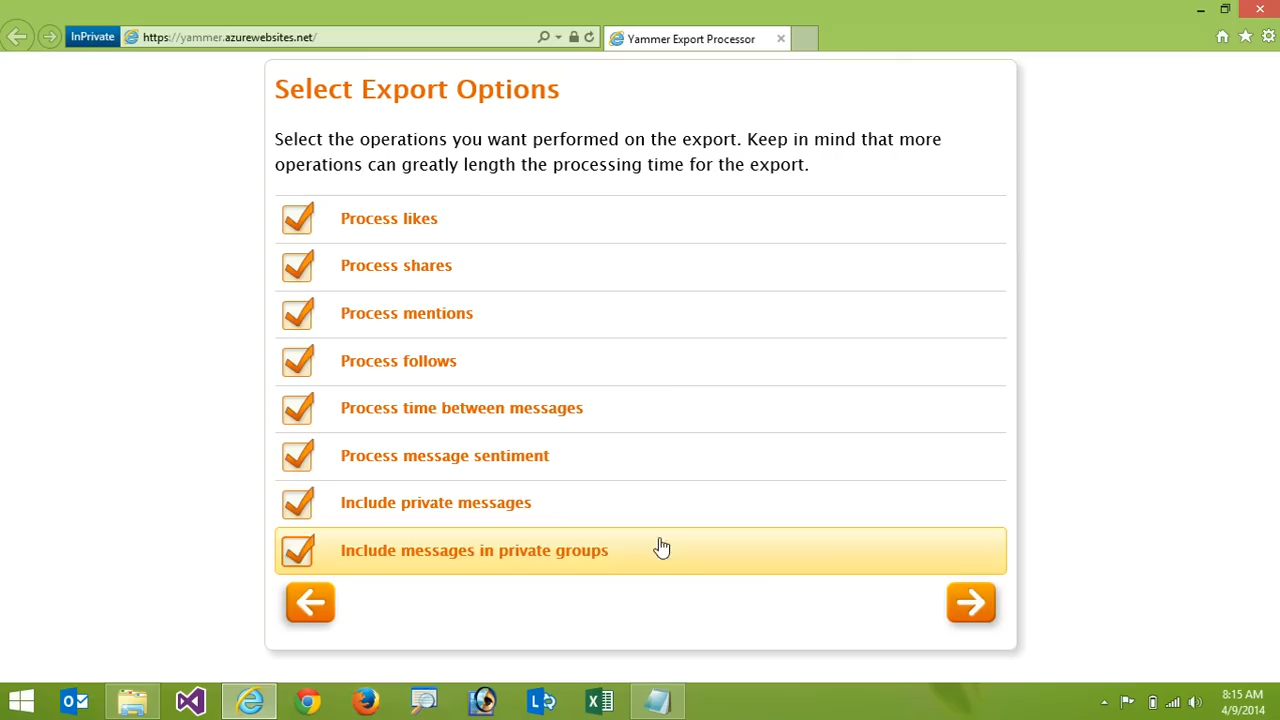 InPrivate
https://yammer.azurewebsites.net/
Yammer Export Processor
Select Export Options
Select the operations you want performed on the export. Keep in mind that more
operations can greatly length the processing time for the export.
Process likes
Process shares
Process mentions
Process follows
Process time between messages
Process message sentiment
Include private messages
Include messages in private groups
8:15 AM
4/9/2014